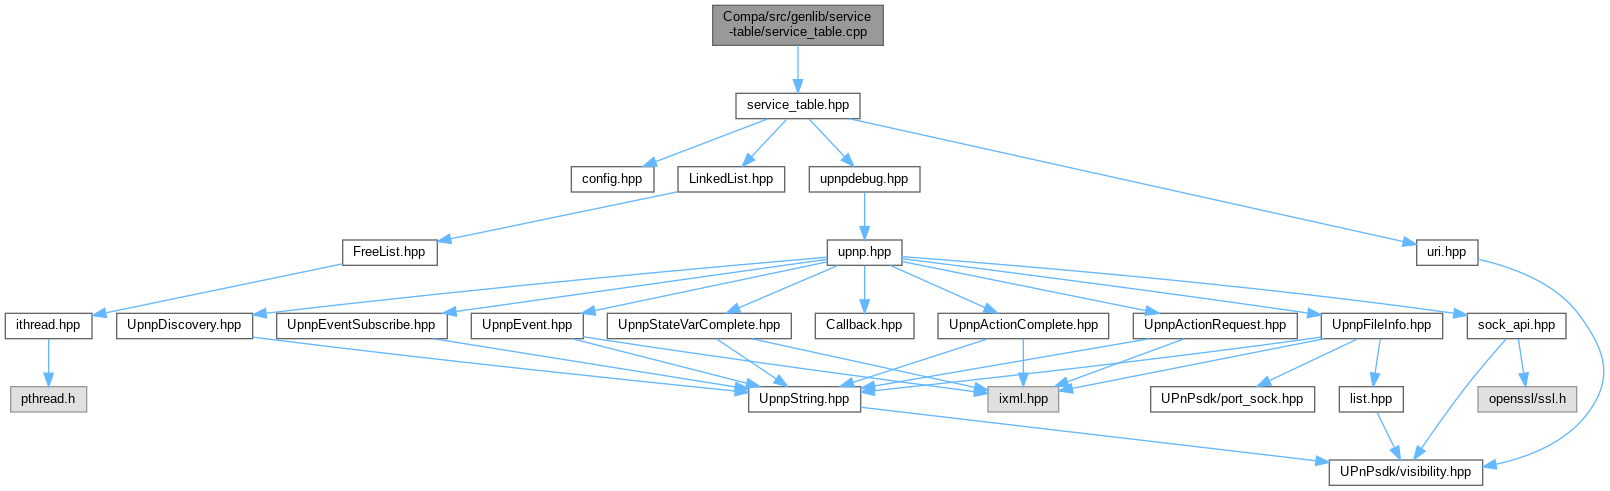 Compa/src/genlib/service
-table/service_table.cpp
service_table.hpp
config.hpp
LinkedList.hpp
upnpdebug.hpp
FreeList.hpp
upnp.hpp
uri.hpp
ithread.hpp
UpnpDiscovery.hpp
UpnpEventSubscribe.hpp
UpnpEvent.hpp
UpnpStateVarComplete.hpp
Callback.hpp
UpnpActionComplete.hpp
UpnpActionRequest.hpp
UpnpFileInfo.hpp
sock_api.hpp
pthread.h
UpnpString.hpp
ixml.hpp
UPnPsdk/port_sock.hpp
list.hpp
openssl/ssl.h
UPnPsdk/visibility.hpp